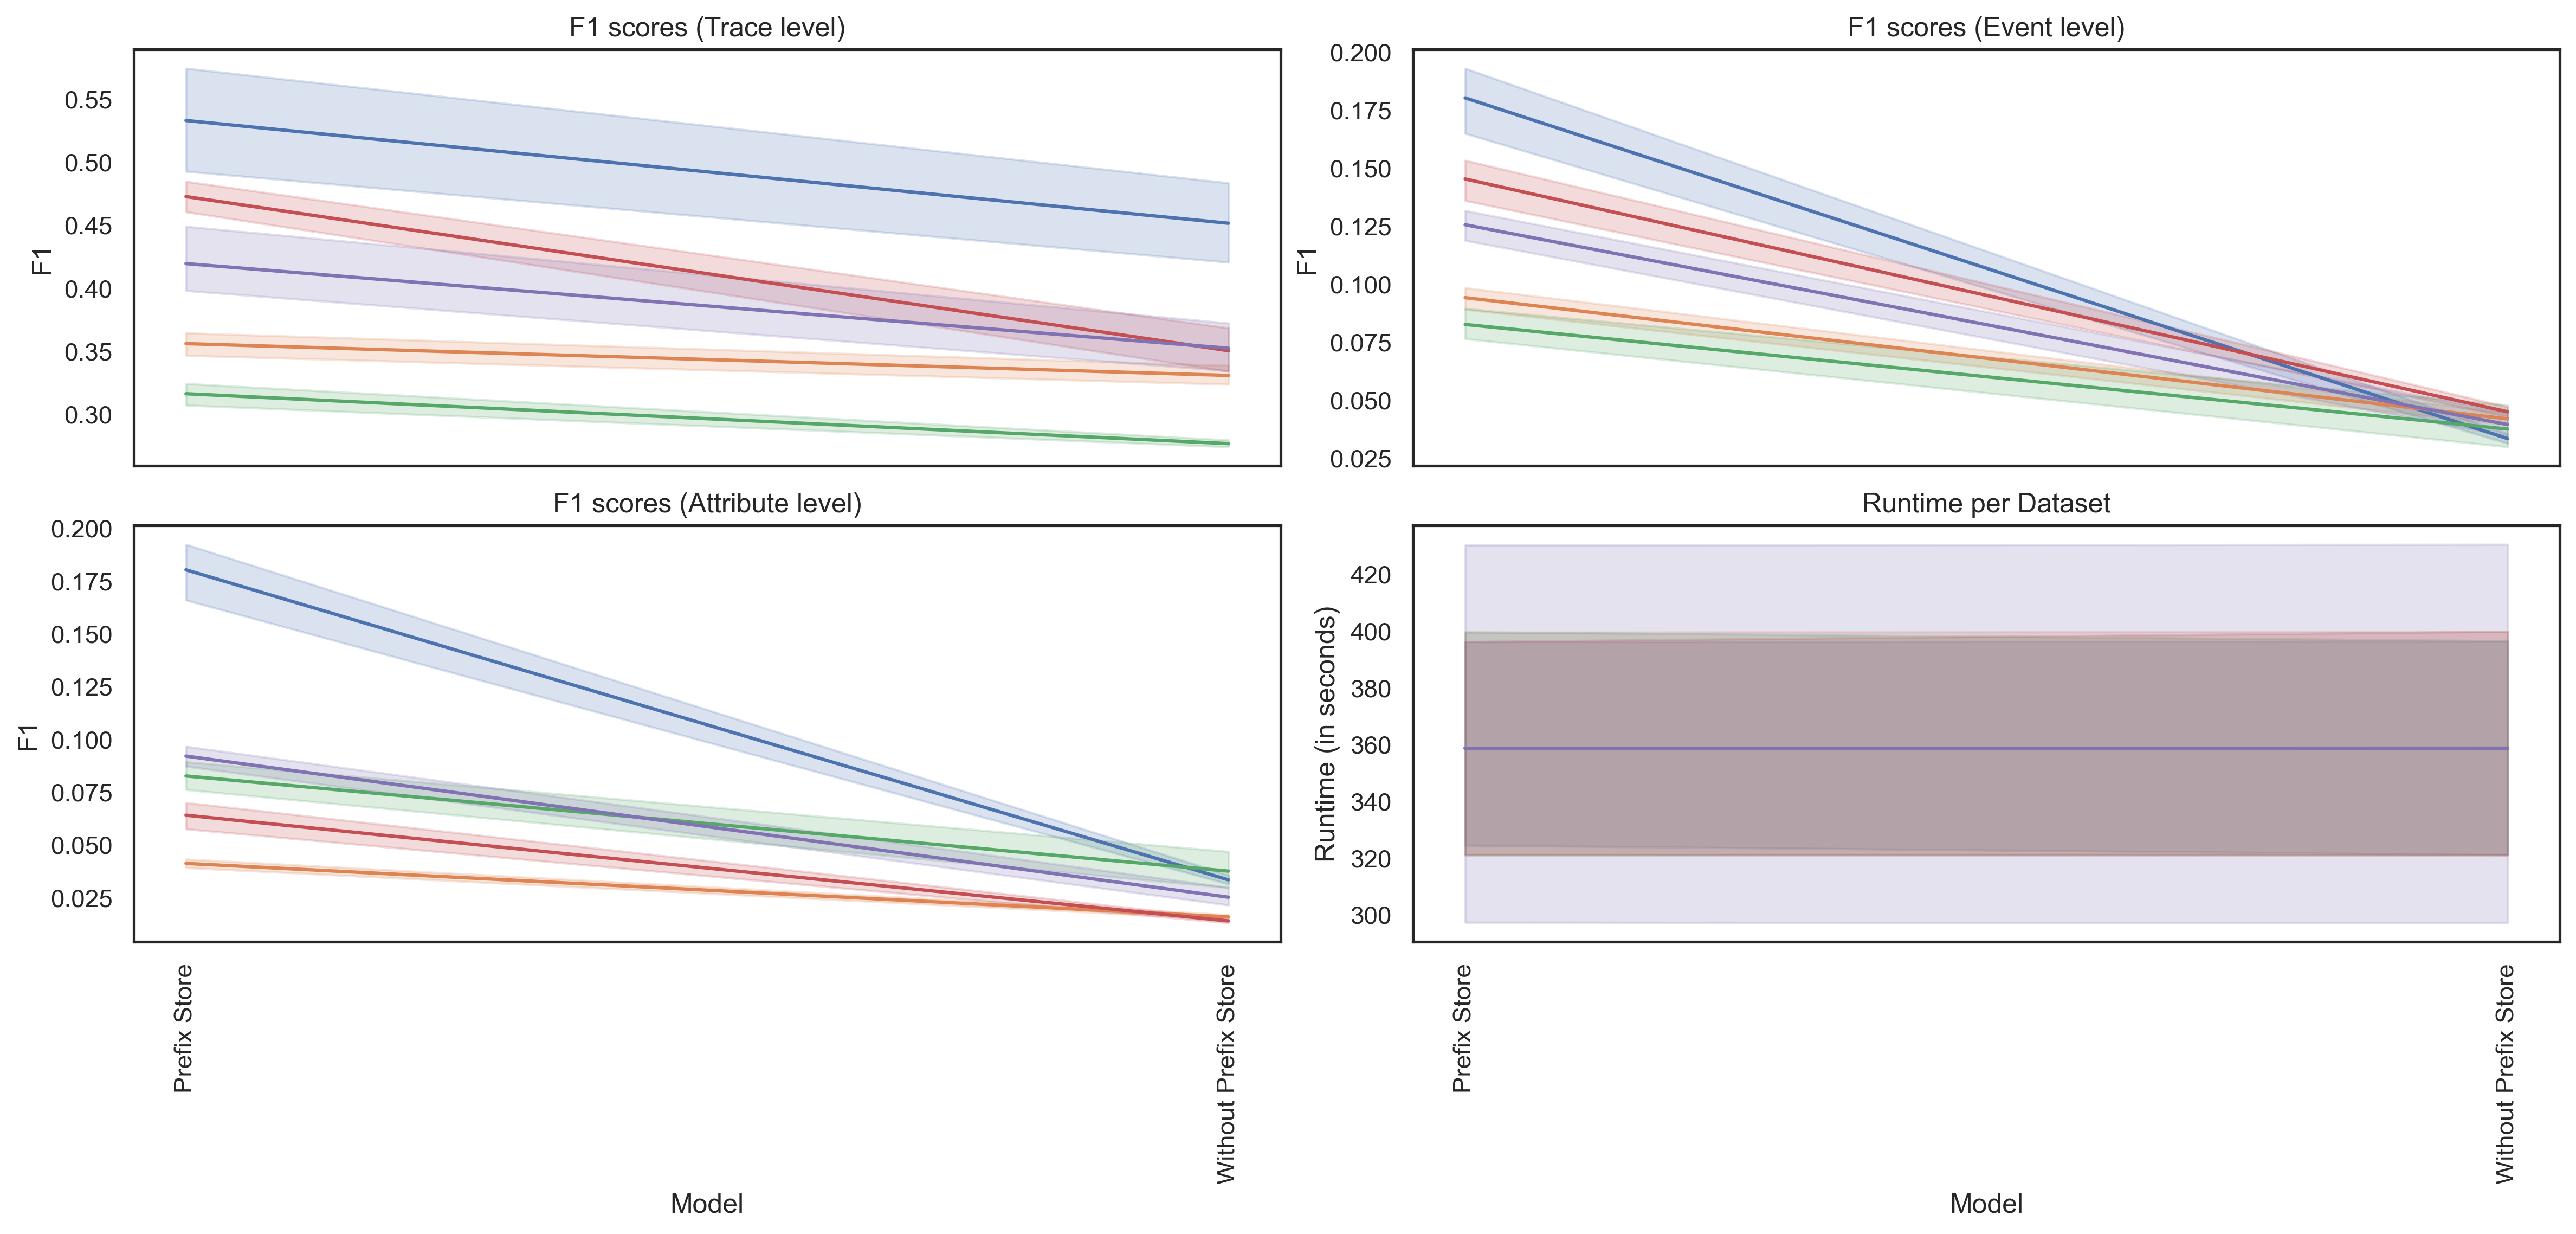 F1 scores (Trace level)
F1
0.55
0.50
0.45
0.40
0.35
0.30
F1 scores (Event level)
F1
0.200
0.175
0.150
0.125
0.100
0.075
0.050
0.025
F1 scores (Attribute level)
F1
0.200
0.175
0.150
0.125
0.100
0.075
0.050
0.025
Prefix Store
Without Prefix Store
Model
Runtime per Dataset
Runtime (in seconds)
420
400
380
360
340
320
300
Prefix Store
Without Prefix Store
Model